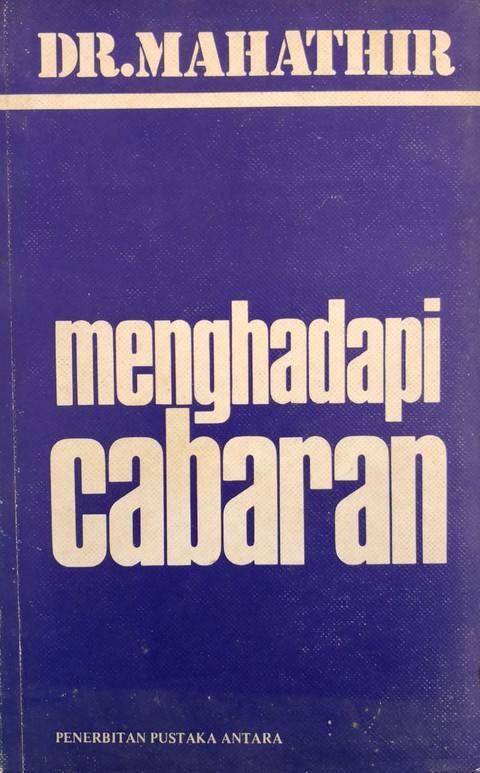 DR.MAHATHIR
menghadapi
cabaran
PENERBITAN PUSTAKA ANTARA